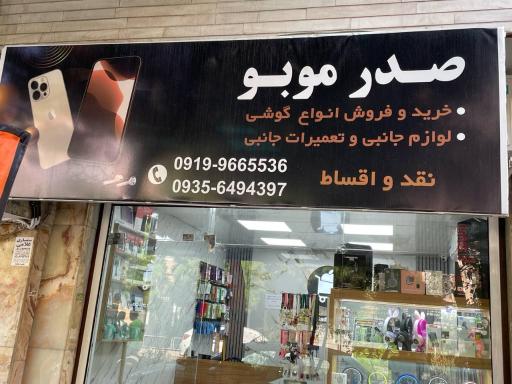 صدر موبو
• خرید و فروش انواع گوشی
• لوازم جانبی و تعمیرات جانبی
نقد و اقساط
0919-9665536
0935-6494397